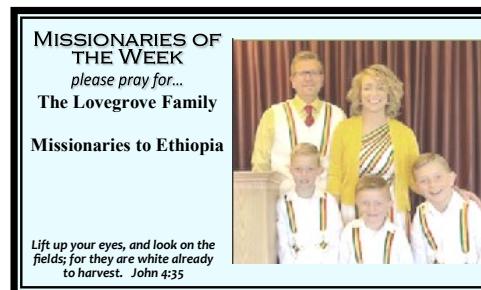 Missionaries of
the Week
please pray for...
The Lovegrove Family
Missionaries to Ethiopia
Lift up your eyes, and look on the
fields; for they are white already
to harvest. John 4:35